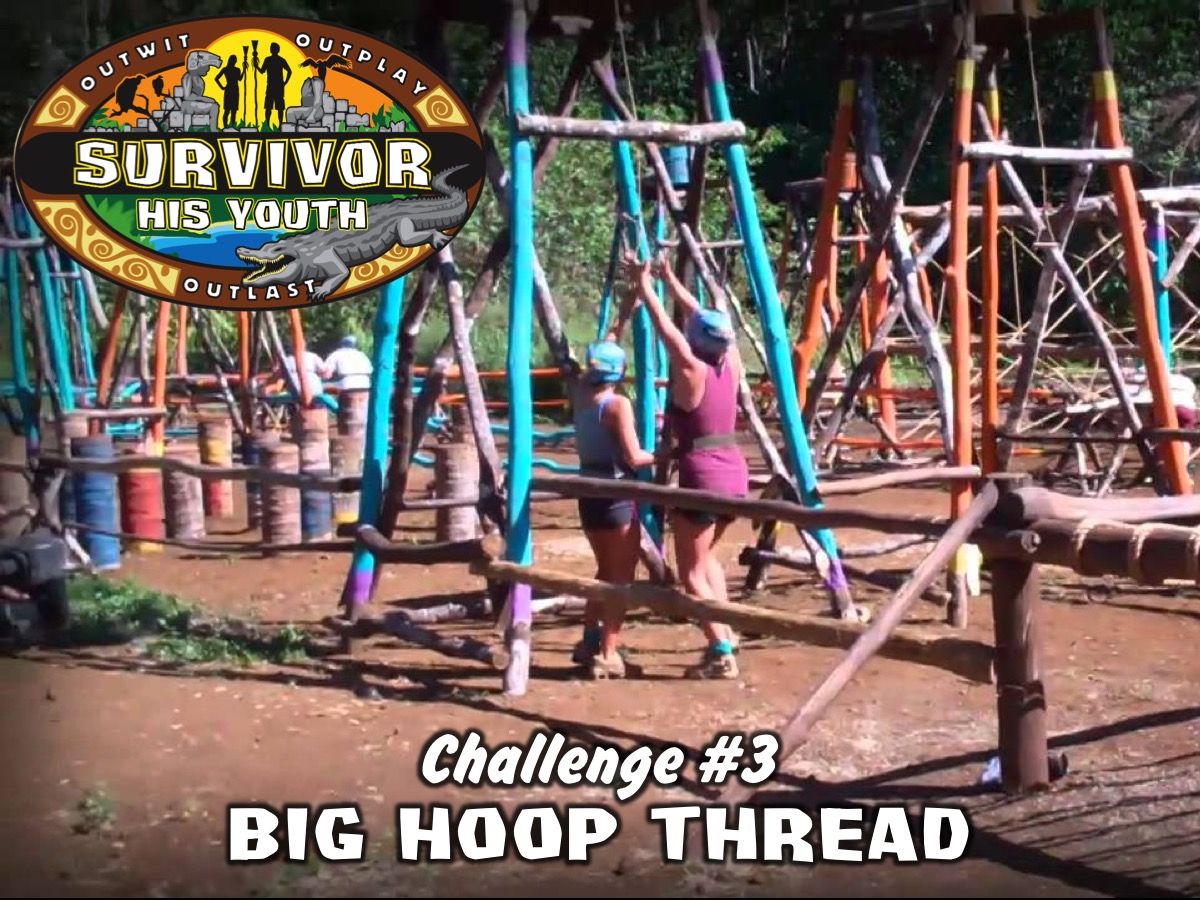 OUTWIT OUTPLAY
SURVIVOR
HIS YOUTH
OUTLAST
Challenge #3
BIG HOOP THREAD